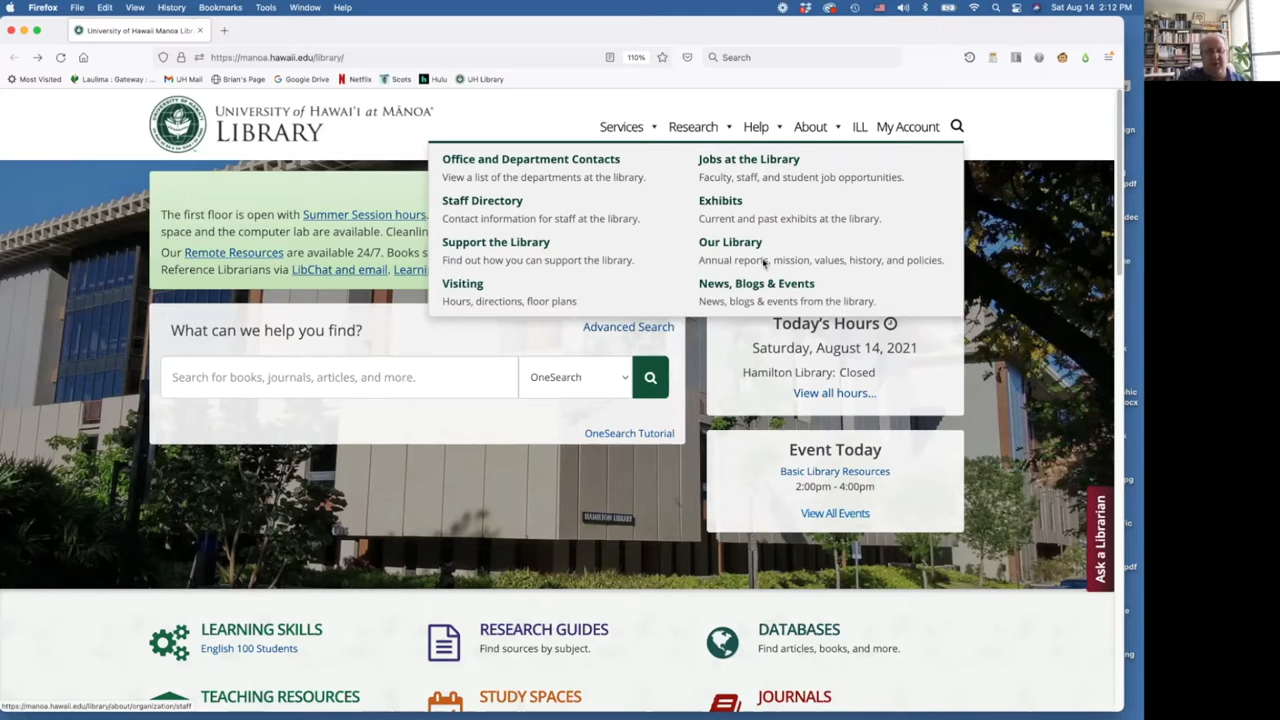 Firefox File Edit View History Bookmarks Tools Window Help Sat Aug 14 2:12 PM
University of Hawaii Manoa Libr
https://manoa.hawaii.edu/library/ 110% Search
Most Visited Laulima : Gateway : ... UH Mail Brian's Page Google Drive Netflix Scots Hulu UH Library
UNIVERSITY OF HAWAIʻI AT MĀNOA
LIBRARY
Services Research Help About ILL My Account
Office and Department Contacts
View a list of the departments at the library.
Staff Directory
Contact information for staff at the library.
Support the Library
Find out how you can support the library.
Visiting
Hours, directions, floor plans
Jobs at the Library
Faculty, staff, and student job opportunities.
Exhibits
Current and past exhibits at the library.
Our Library
Annual reports, mission, values, history, and policies.
News, Blogs & Events
News, blogs & events from the library.
The first floor is open with Summer Session hours.
space and the computer lab are available.
Our Remote Resources are available 24/7. Books
Reference Librarians via LibChat and email.
What can we help you find? Advanced Search
Search for books, journals, articles, and more. OneSearch
OneSearch Tutorial
Today's Hours
Saturday, August 14, 2021
Hamilton Library: Closed
View all hours...
Event Today
Basic Library Resources
2:00pm - 4:00pm
View All Events
HAMILTON LIBRARY
Ask a Librarian
LEARNING SKILLS
English 100 Students
RESEARCH GUIDES
Find sources by subject.
DATABASES
Find articles, books, and more.
TEACHING RESOURCES
STUDY SPACES
JOURNALS
https://manoa.hawaii.edu/library/about/organization/staff